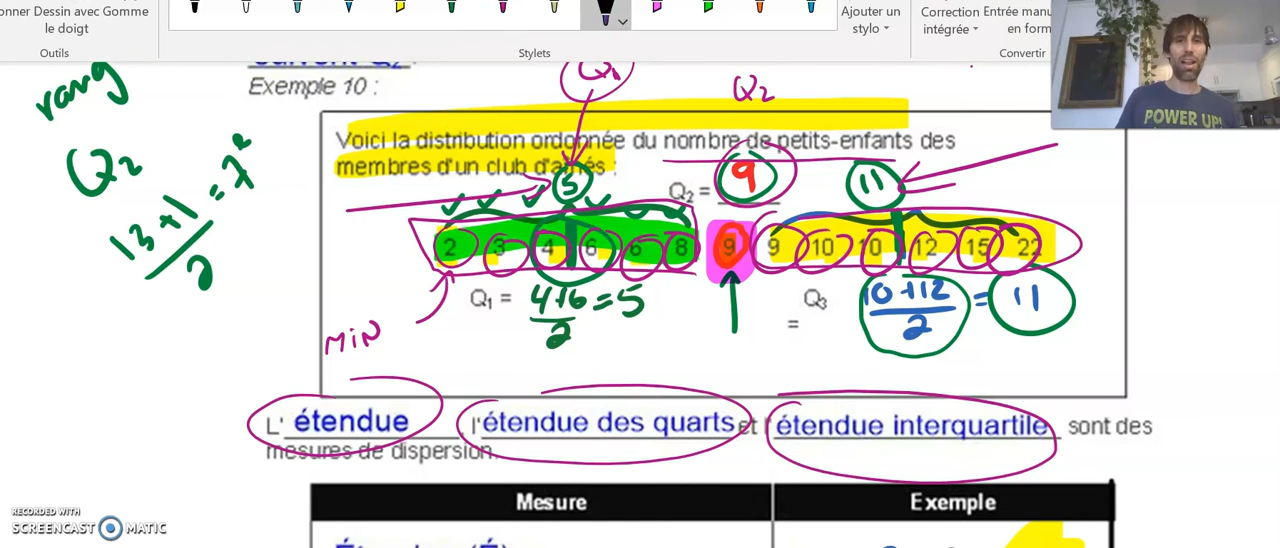 onner Dessin avec Gomme
le doigt
Outils
Stylets
Ajouter un
stylo
Correction
intégrée
Entrée manu
en form
Convertir
POWER UP!
rang
Q2
13+1
2
= 7e
suivent Q2.
Exemple 10 :
Q1
Q2
Voici la distribution ordonnée du nombre de petits-enfants des
membres d'un club d'aînés :
5
Q2 = 9
11
2 3 4 6 6 8 9 9 10 10 12 15 22
Q1 = 4+6 = 5
2
Q3
=
10+12 = 11
2
MIN
L' étendue l'étendue des quarts et l'étendue interquartile sont des
mesures de dispersion.
Mesure Exemple
Étendue (É)
RECORDED WITH
SCREENCAST MATIC